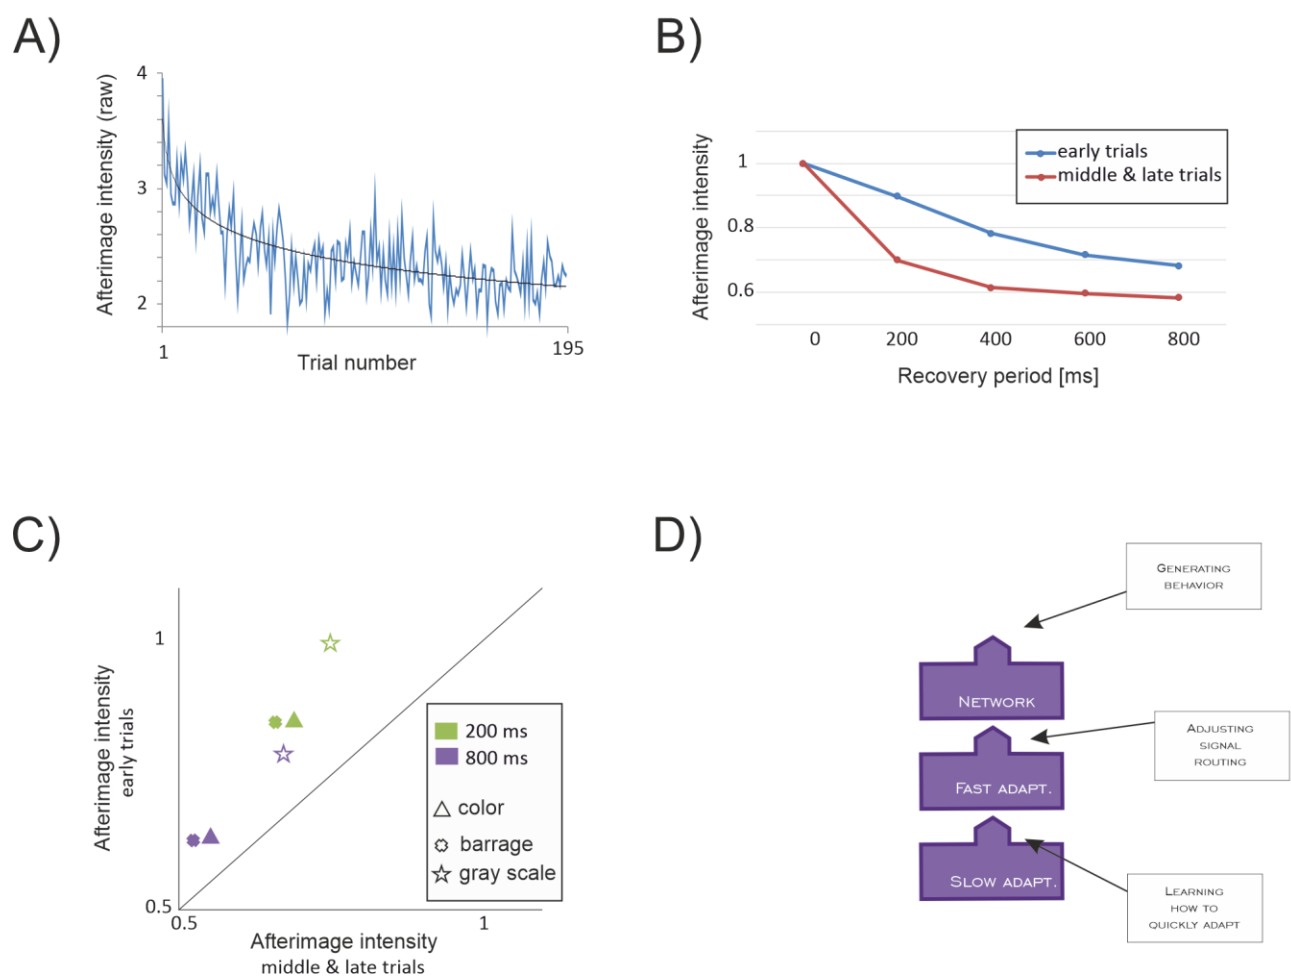 A)
Afterimage intensity (raw)
4
3
2
1
195
Trial number
B)
Afterimage intensity
1
0.8
0.6
early trials
middle & late trials
0
200
400
600
800
Recovery period [ms]
C)
Afterimage intensity
early trials
1
0.5
0.5
1
Afterimage intensity
middle & late trials
200 ms
800 ms
color
barrage
gray scale
D)
GENERATING
BEHAVIOR
NETWORK
ADJUSTING
SIGNAL
ROUTING
FAST ADAPT.
SLOW ADAPT.
LEARNING
HOW TO
QUICKLY ADAPT